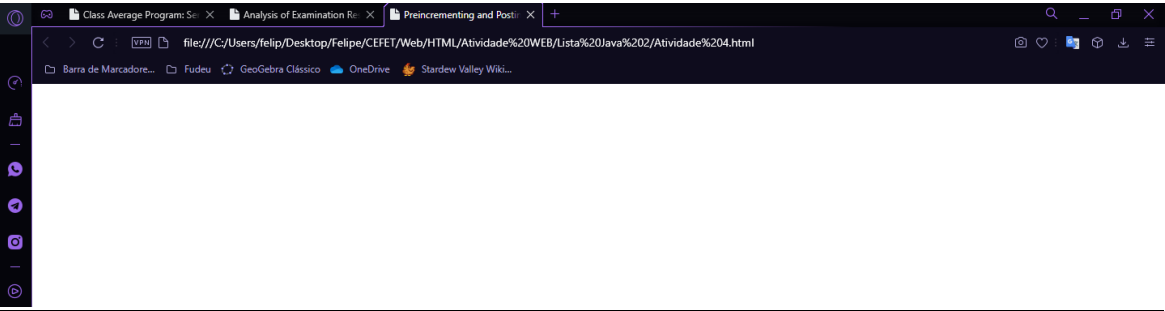 Class Average Program: Se
Analysis of Examination Re
Preincrementing and Posti
VPN
file:///C:/Users/felip/Desktop/Felipe/CEFET/Web/HTML/Atividade%20WEB/Lista%20Java%202/Atividade%204.html
Barra de Marcadore... Fudeu GeoGebra Clássico OneDrive Stardew Valley Wiki...